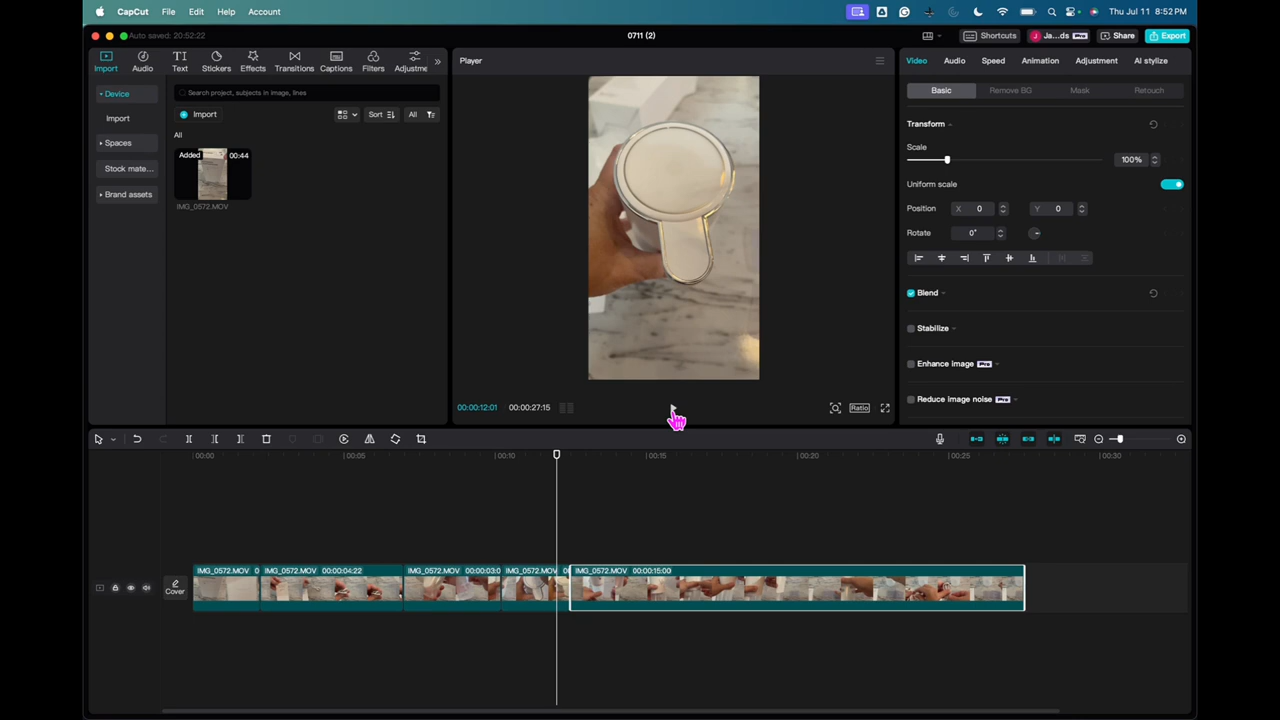 CapCut File Edit Help Account Thu Jul 11 8:52 PM
Auto saved: 20:52:22 0711 (2) Shortcuts Ja...ds Pro Share Export
Import Audio Text Stickers Effects Transitions Captions Filters Adjustme
Device
Import
Spaces
Stock mate...
Brand assets
Search project, subjects in image, lines
Import Sort All
All
Added 00:44
IMG_0572.MOV
Player
00:00:12:01 00:00:27:15 Ratio
Video Audio Speed Animation Adjustment AI stylize
Basic Remove BG Mask Retouch
Transform
Scale
100%
Uniform scale
Position X 0 Y 0
Rotate 0°
Blend
Stabilize
Enhance image Pro
Reduce image noise Pro
00:00 00:05 00:10 00:15 00:20 00:25 00:30
Cover
IMG_0572.MOV 0 IMG_0572.MOV 00:00:04:22 IMG_0572.MOV 00:00:03:0 IMG_0572.MOV 00 IMG_0572.MOV 00:00:15:00